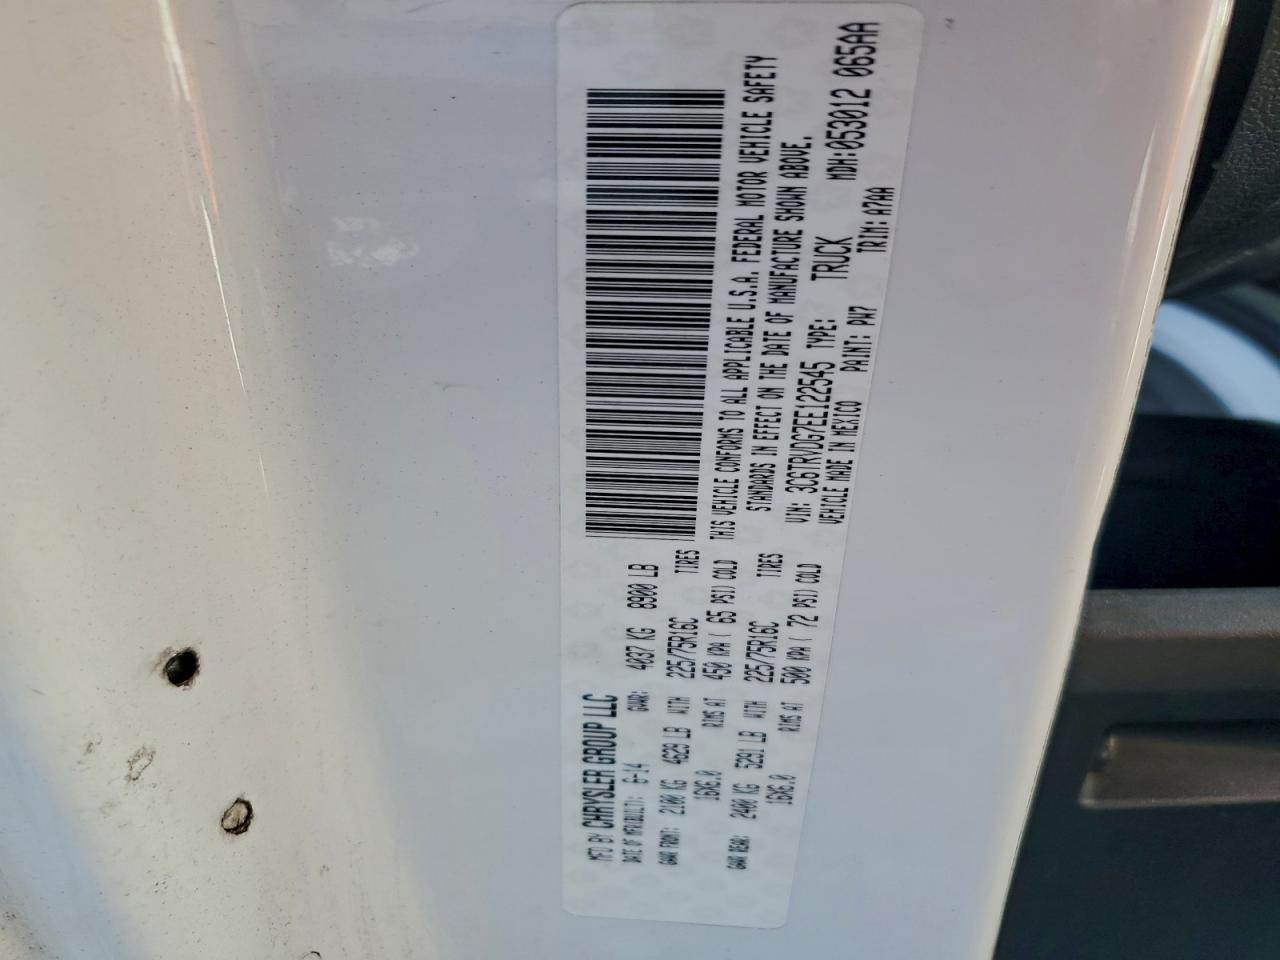 MFD BY CHRYSLER GROUP LLC
DATE OF MFR(BUILT): 6-14 GVWR: 4037 KG 8900 LB
GAWR FRONT: 2100 KG 4629 LB WITH 225/75R16C TIRES
16X6.0 RIMS AT 450 KPA( 65 PSI) COLD
GAWR REAR: 2400 KG 5291 LB WITH 225/75R16C TIRES
16X6.0 RIMS AT 500 KPA( 72 PSI) COLD
THIS VEHICLE CONFORMS TO ALL APPLICABLE U.S.A. FEDERAL MOTOR VEHICLE SAFETY
STANDARDS IN EFFECT ON THE DATE OF MANUFACTURE SHOWN ABOVE.
VIN: 3C6TRVDG7EE122545 TYPE: TRUCK MDH:053012 065AA
VEHICLE MADE IN MEXICO PAINT: PW7 TRIM: A7AA